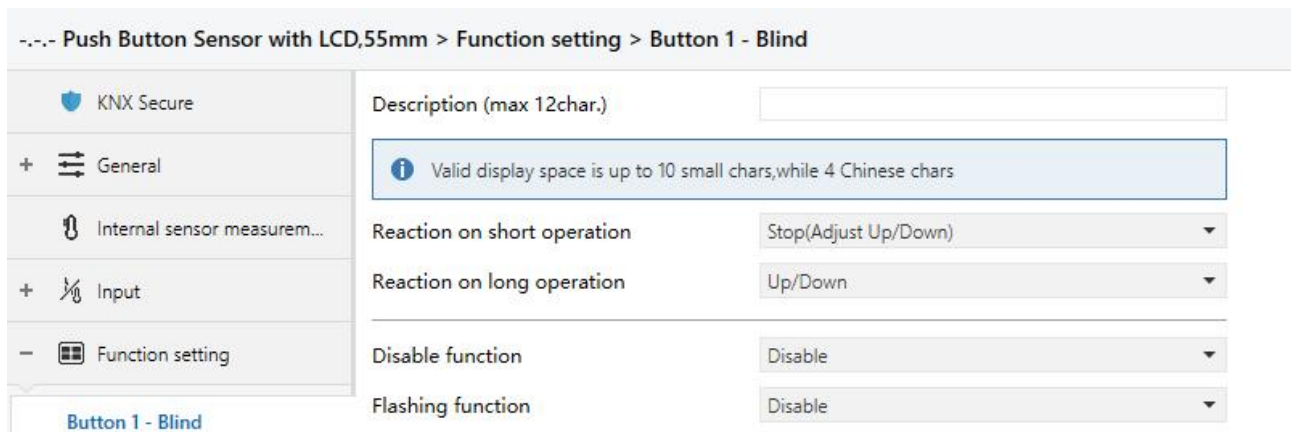 -.-.- Push Button Sensor with LCD,55mm > Function setting > Button 1 - Blind
KNX Secure
+ General
Internal sensor measurem...
+ Input
- Function setting
Button 1 - Blind
Description (max 12char.)
Valid display space is up to 10 small chars,while 4 Chinese chars
Reaction on short operation Stop(Adjust Up/Down)
Reaction on long operation Up/Down
Disable function Disable
Flashing function Disable